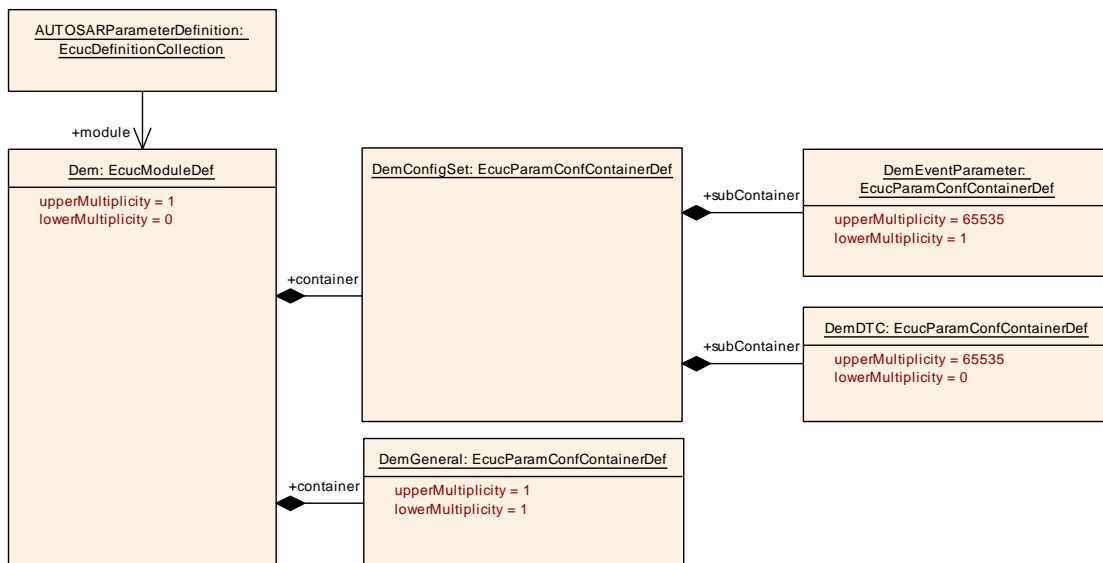 AUTOSARParameterDefinition:
EcucDefinitionCollection
+module
Dem: EcucModuleDef
upperMultiplicity = 1
lowerMultiplicity = 0
+container
DemConfigSet: EcucParamConfContainerDef
+subContainer
DemEventParameter:
EcucParamConfContainerDef
upperMultiplicity = 65535
lowerMultiplicity = 1
+subContainer
DemDTC: EcucParamConfContainerDef
upperMultiplicity = 65535
lowerMultiplicity = 0
+container
DemGeneral: EcucParamConfContainerDef
upperMultiplicity = 1
lowerMultiplicity = 1